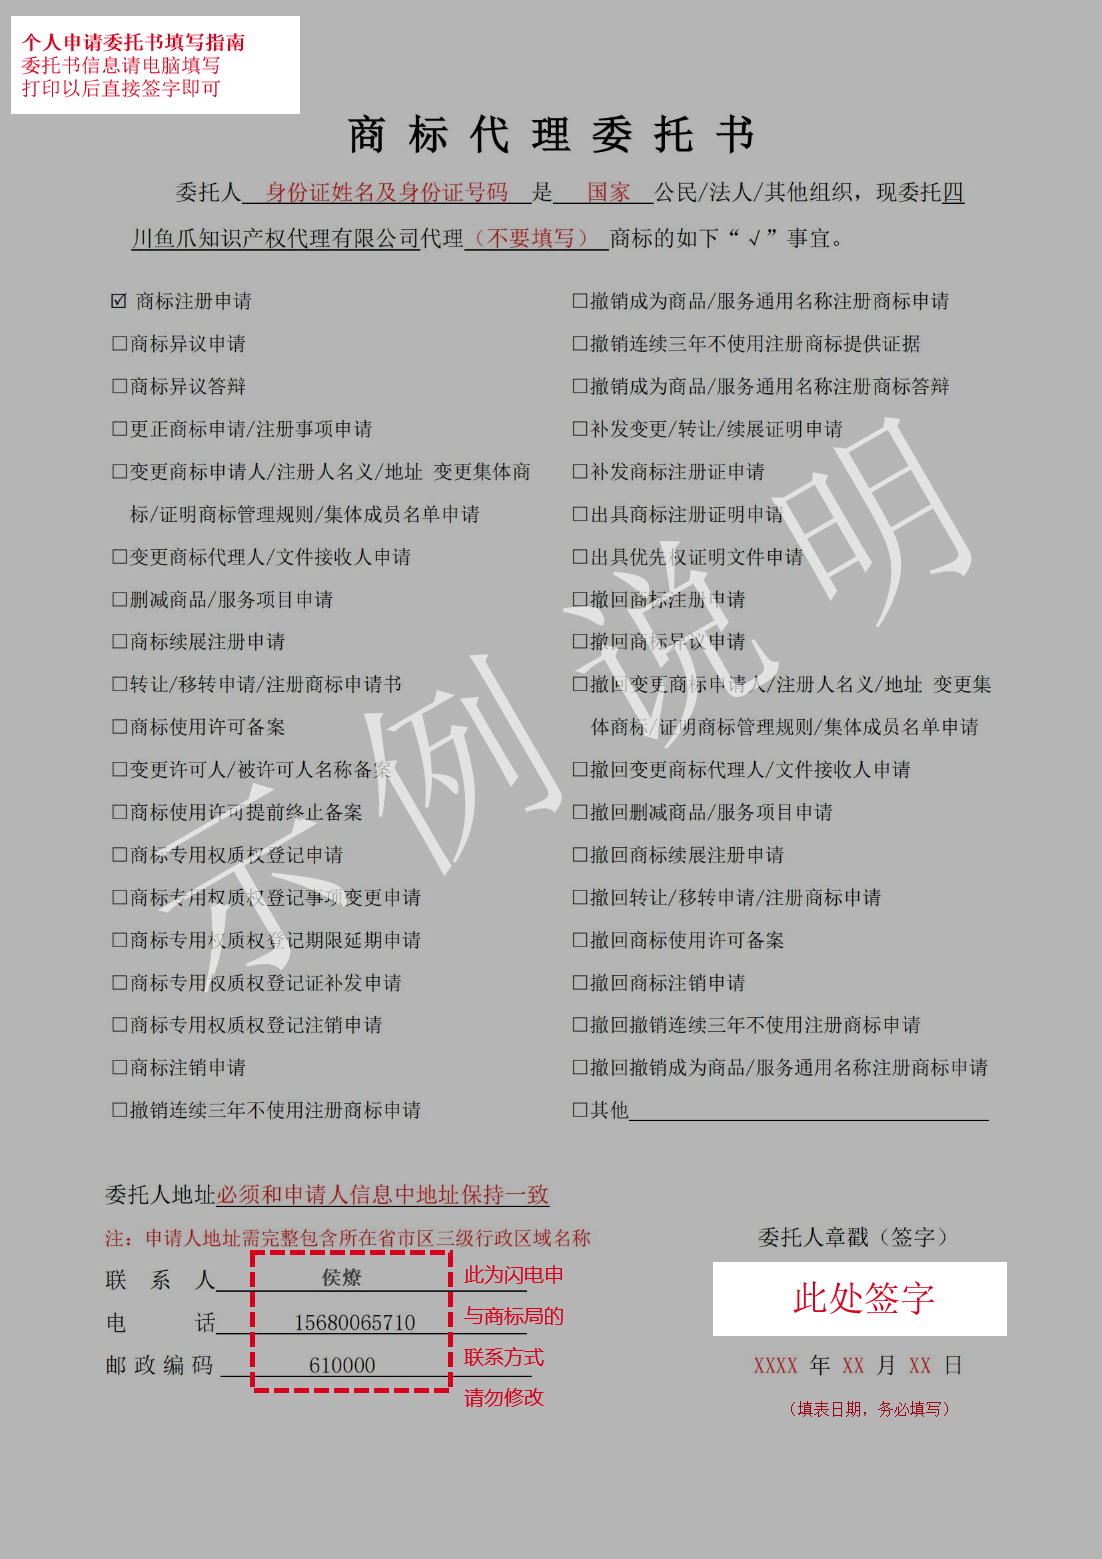 个人申请委托书填写指南
委托书信息请电脑填写
打印以后直接签字即可
商标代理委托书
委托人 身份证姓名及身份证号码 是 国家 公民/法人/其他组织，现委托四
川鱼爪知识产权代理有限公司代理（不要填写） 商标的如下“√”事宜。
☑ 商标注册申请
□商标异议申请
□商标异议答辩
□更正商标申请/注册事项申请
□变更商标申请人/注册人名义/地址 变更集体商
标/证明商标管理规则/集体成员名单申请
□变更商标代理人/文件接收人申请
□删减商品/服务项目申请
□商标续展注册申请
□转让/移转申请/注册商标申请书
□商标使用许可备案
□变更许可人/被许可人名称备案
□商标使用许可提前终止备案
□商标专用权质权登记申请
□商标专用权质权登记事项变更申请
□商标专用权质权登记期限延期申请
□商标专用权质权登记证补发申请
□商标专用权质权登记注销申请
□商标注销申请
□撤销连续三年不使用注册商标申请
□撤销成为商品/服务通用名称注册商标申请
□撤销连续三年不使用注册商标提供证据
□撤销成为商品/服务通用名称注册商标答辩
□补发变更/转让/续展证明申请
□补发商标注册证申请
□出具商标注册证明申请
□出具优先权证明文件申请
□撤回商标注册申请
□撤回商标异议申请
□撤回变更商标申请人/注册人名义/地址 变更集
体商标/证明商标管理规则/集体成员名单申请
□撤回变更商标代理人/文件接收人申请
□撤回删减商品/服务项目申请
□撤回商标续展注册申请
□撤回转让/移转申请/注册商标申请
□撤回商标使用许可备案
□撤回商标注销申请
□撤回撤销连续三年不使用注册商标申请
□撤回撤销成为商品/服务通用名称注册商标申请
□其他
示例说明
委托人地址必须和申请人信息中地址保持一致
注：申请人地址需完整包含所在省市区三级行政区域名称
联系人 侯燎
电话 15680065710
邮政编码 610000
此为闪电申
与商标局的
联系方式
请勿修改
委托人章戳（签字）
此处签字
XXXX 年 XX 月 XX 日
（填表日期，务必填写）